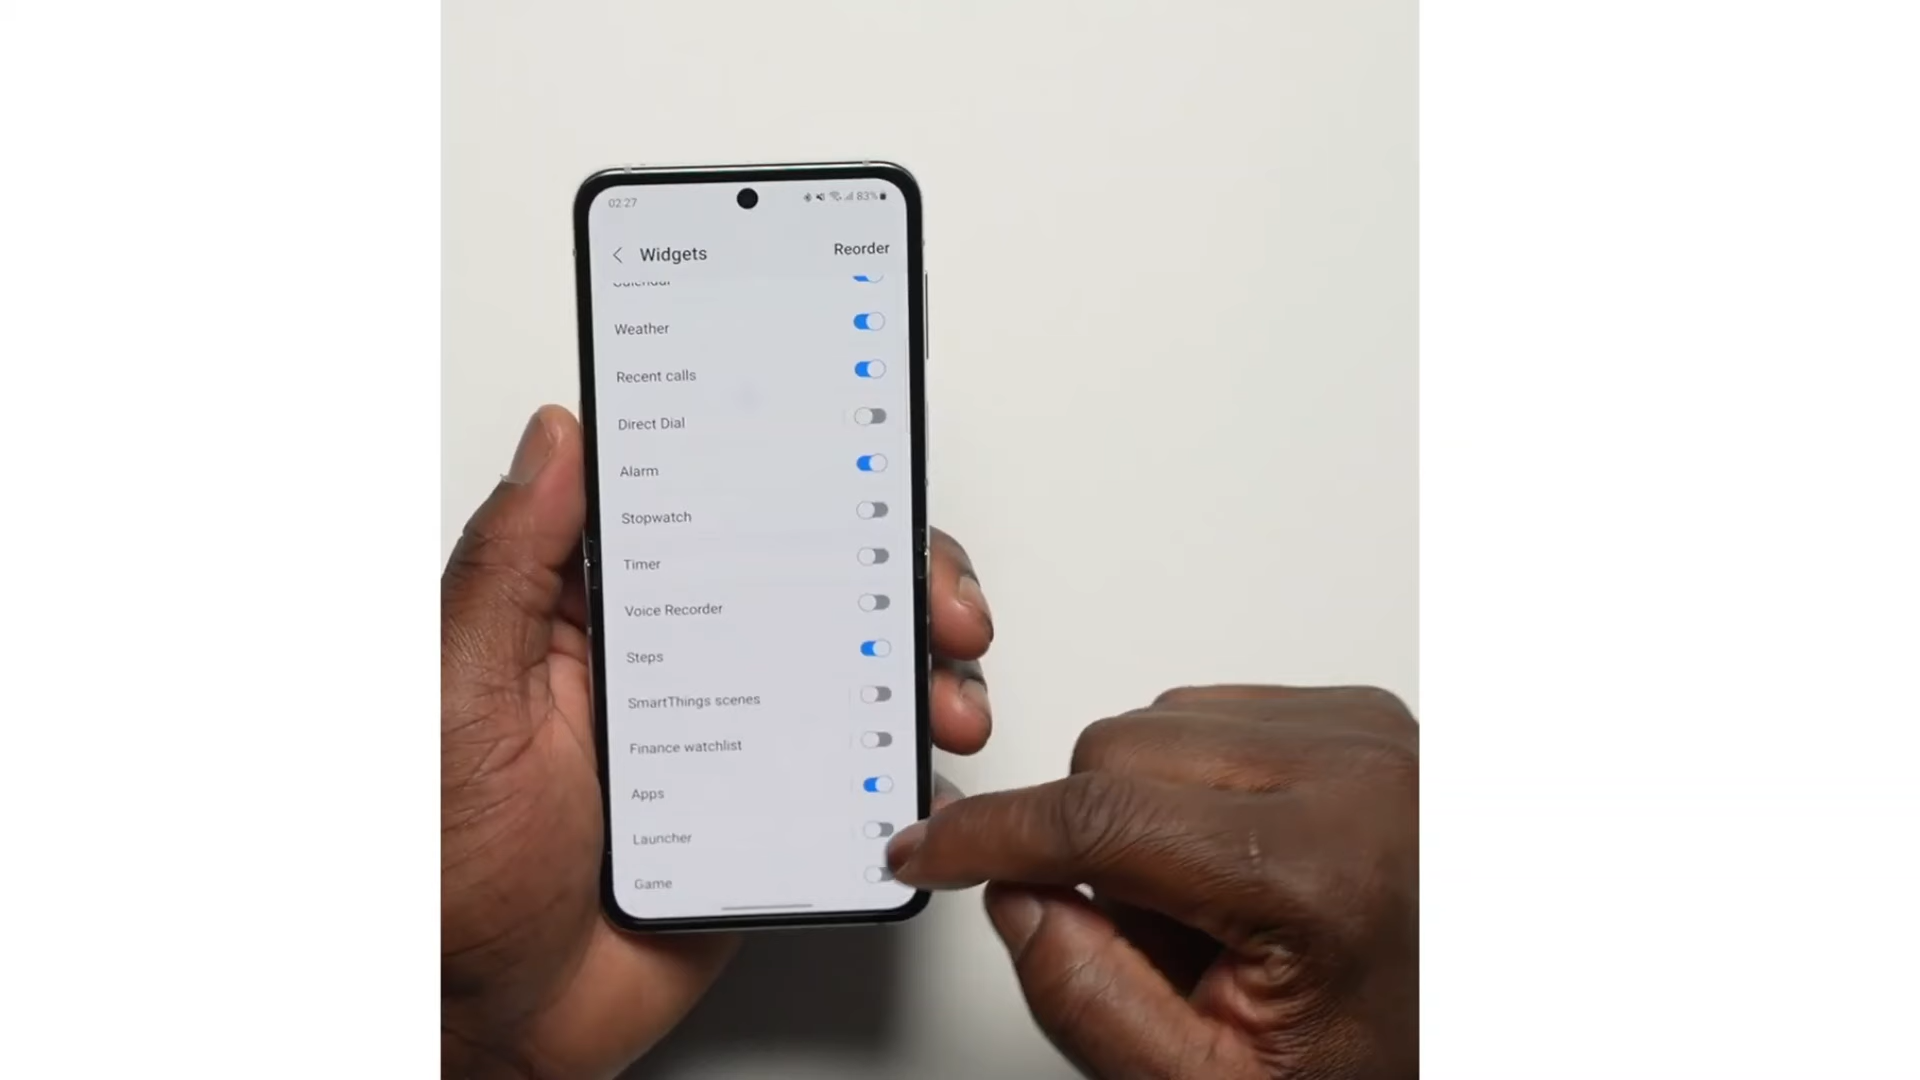 02:27
83%
Widgets
Reorder
Calendar
Weather
Recent calls
Direct Dial
Alarm
Stopwatch
Timer
Voice Recorder
Steps
SmartThings scenes
Finance watchlist
Apps
Launcher
Game